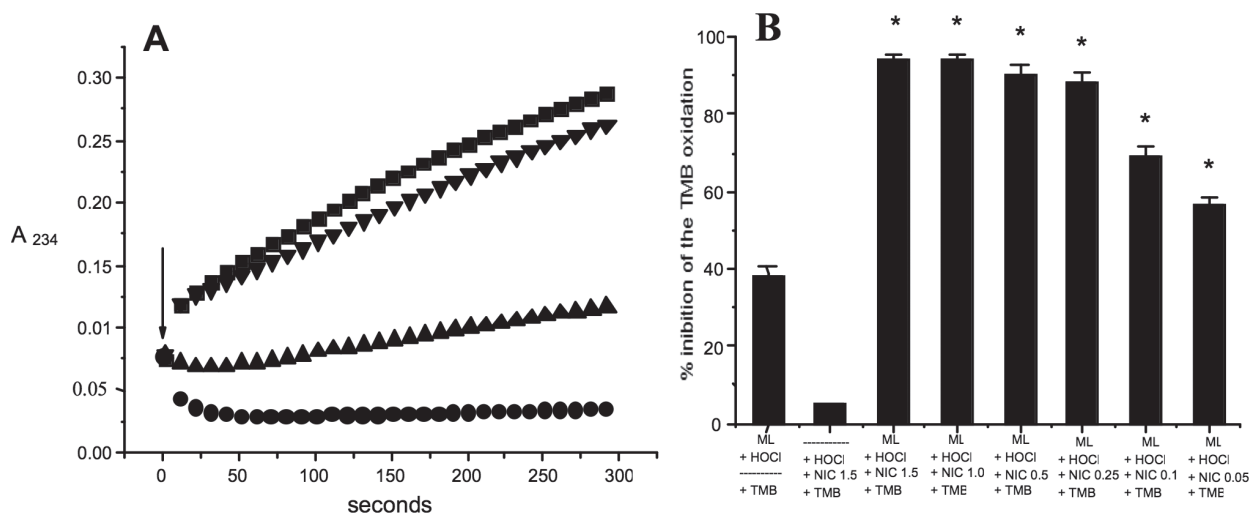 A
0.30
0.25
0.20
0.15
0.01
0.05
0.00
A 234
0
50
100
150
200
250
300
seconds
B
100
80
60
40
20
0
% inibition of the TMB oxidation
* * * * * *
ML
+ HOCl
-----------
+ TMB
-----------
+ HOCl
+ NIC 1.5
+ TMB
ML
+ HOCl
+ NIC 1.5
+ TMB
ML
+ HOCl
+ NIC 1.0
+ TME
ML
+ HOCl
+ NIC 0.5
+ TMB
ML
+ HOCl
+ NIC 0.25
+ TMB
ML
+ HOCl
+ NIC 0.1
+ TMB
ML
+ HOCl
+ NIC 0.05
+ TME